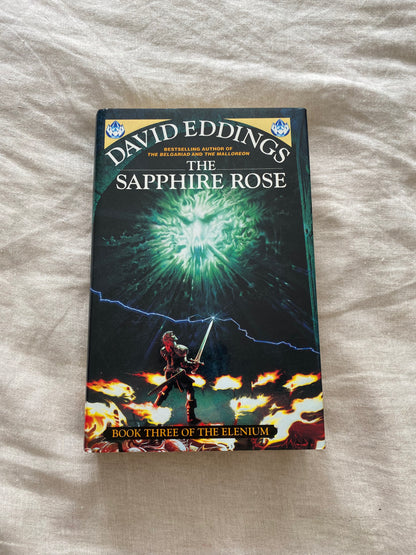 DAVID EDDINGS
BESTSELLING AUTHOR OF
THE BELGARIAD AND THE MALLOREON
THE
SAPPHIRE ROSE
BOOK THREE OF THE ELENIUM